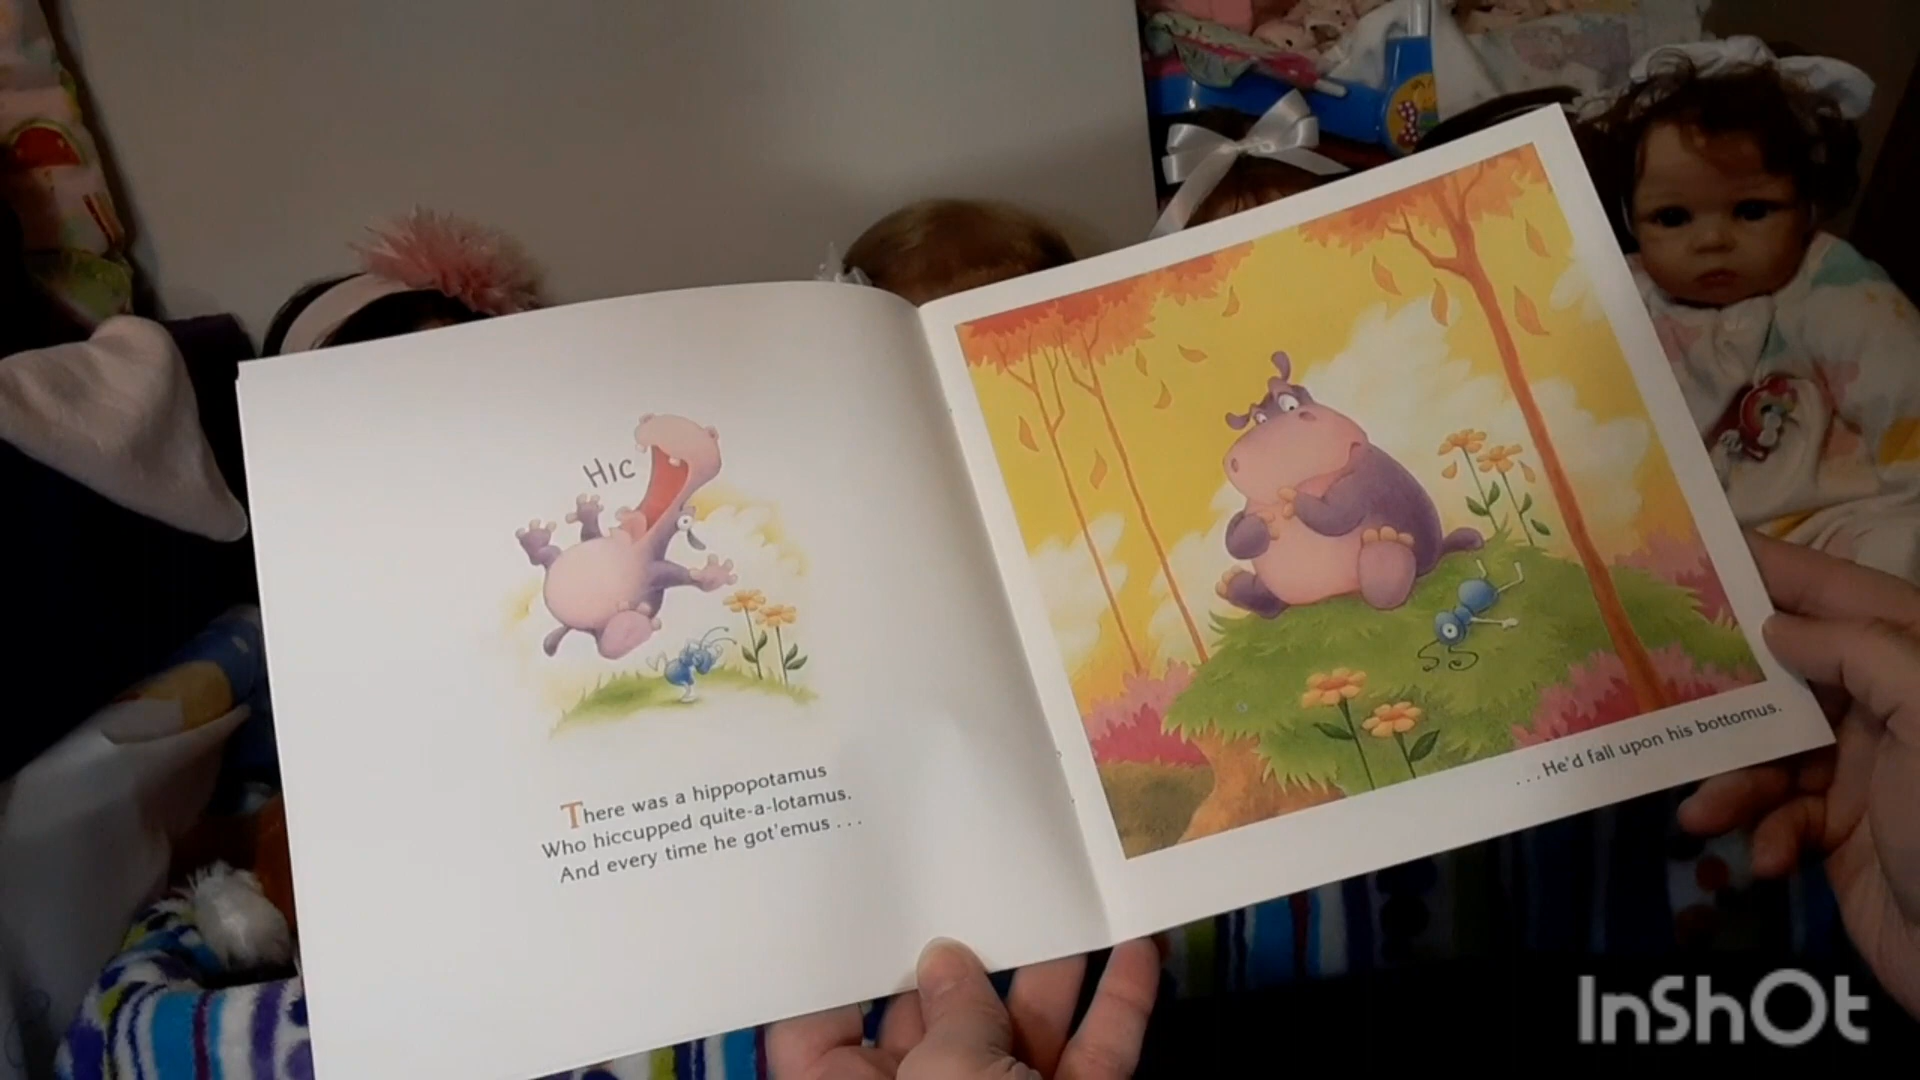 HIC
There was a hippopotamus
Who hiccupped quite-a-lotamus.
And every time he got'emus . . .
. . . He'd fall upon his bottomus.
InShOt